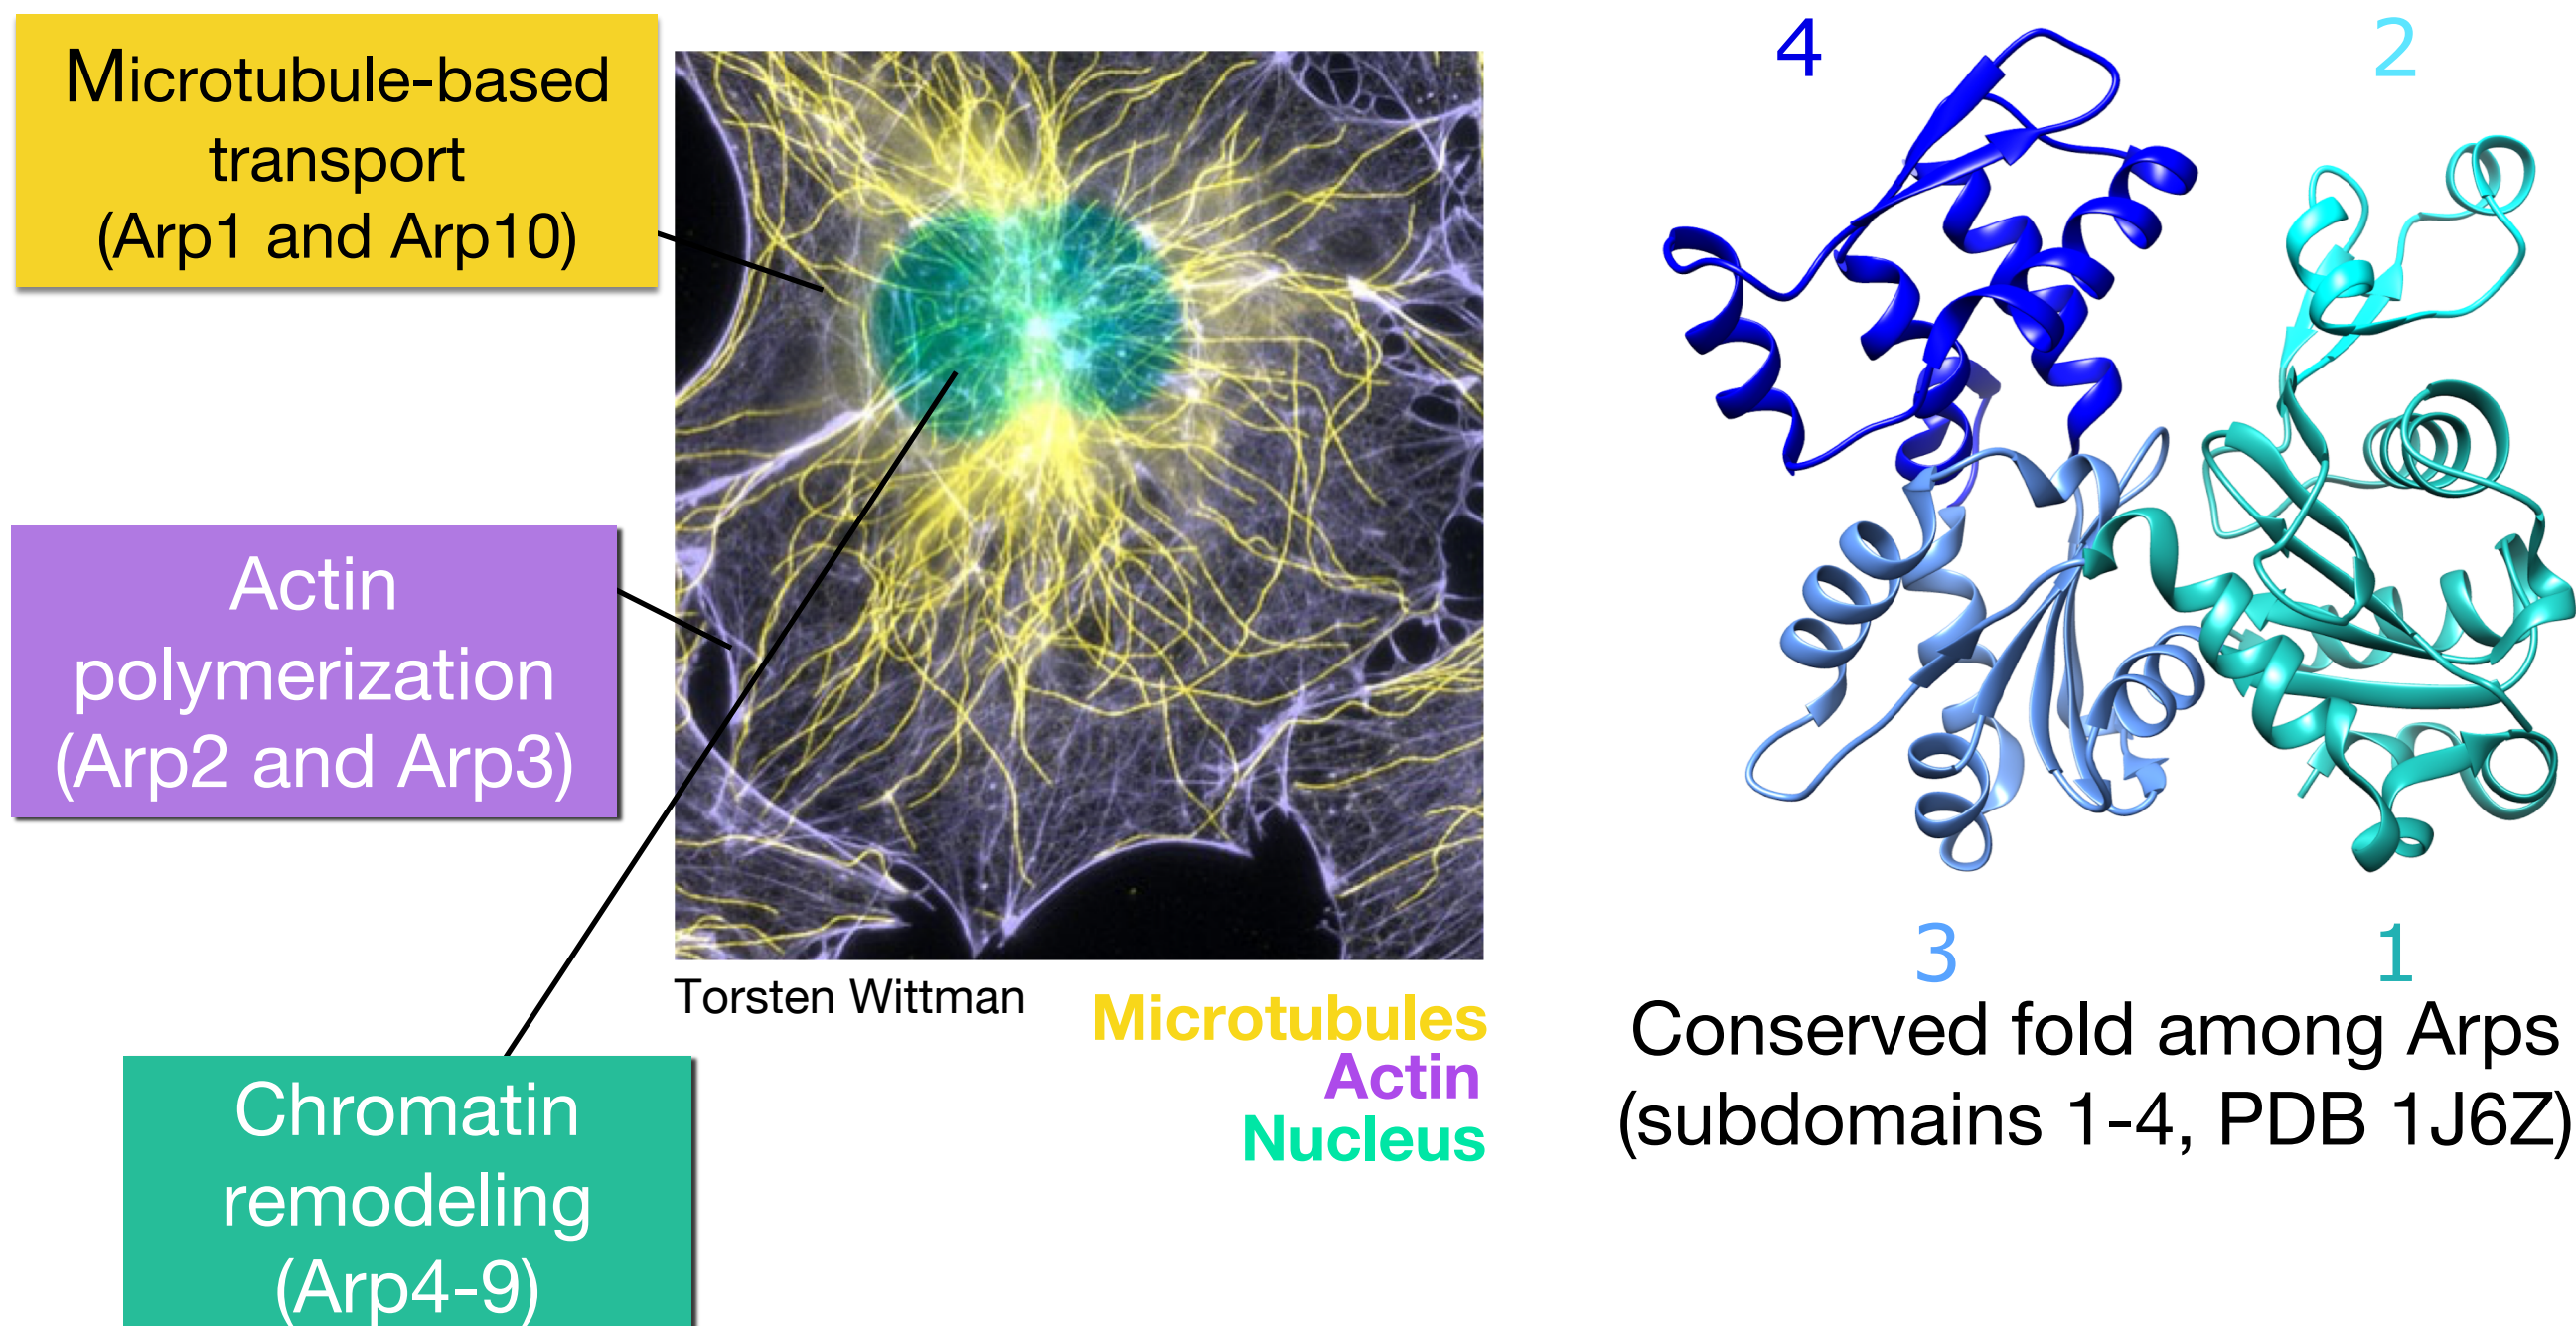 Microtubule-based
transport
(Arp1 and Arp10)
Actin
polymerization
(Arp2 and Arp3)
Chromatin
remodeling
(Arp4-9)
Torsten Wittman
Microtubules
Actin
Nucleus
4
2
3
1
Conserved fold among Arps
(subdomains 1-4, PDB 1J6Z)